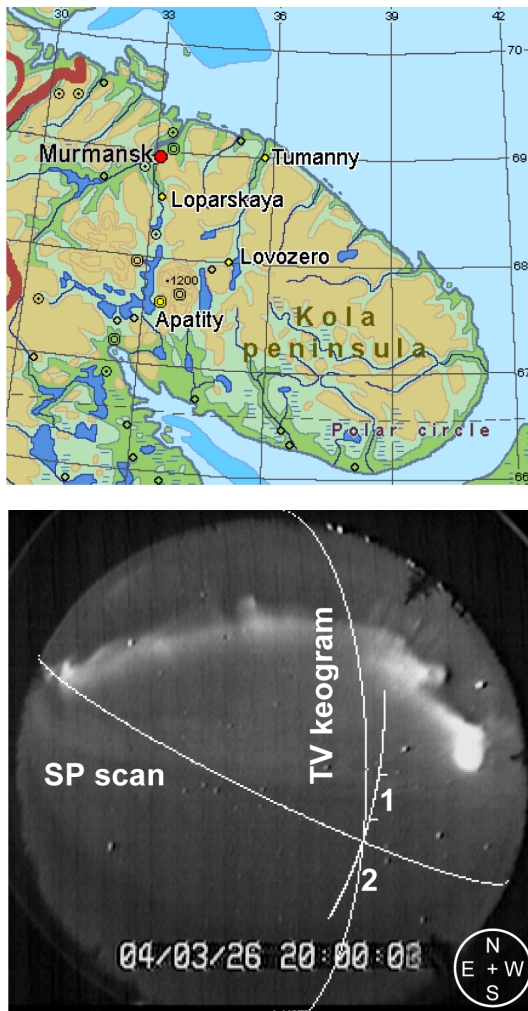 30 33 36 39 42
70
Murmansk
Tumanny
69
Loparskaya
Lovozero
68
•1200
Apatity
Kola
peninsula
67
Polar circle
66
TV keogram
SP scan
1
2
04/03/26 20:00:03
N
E + W
S